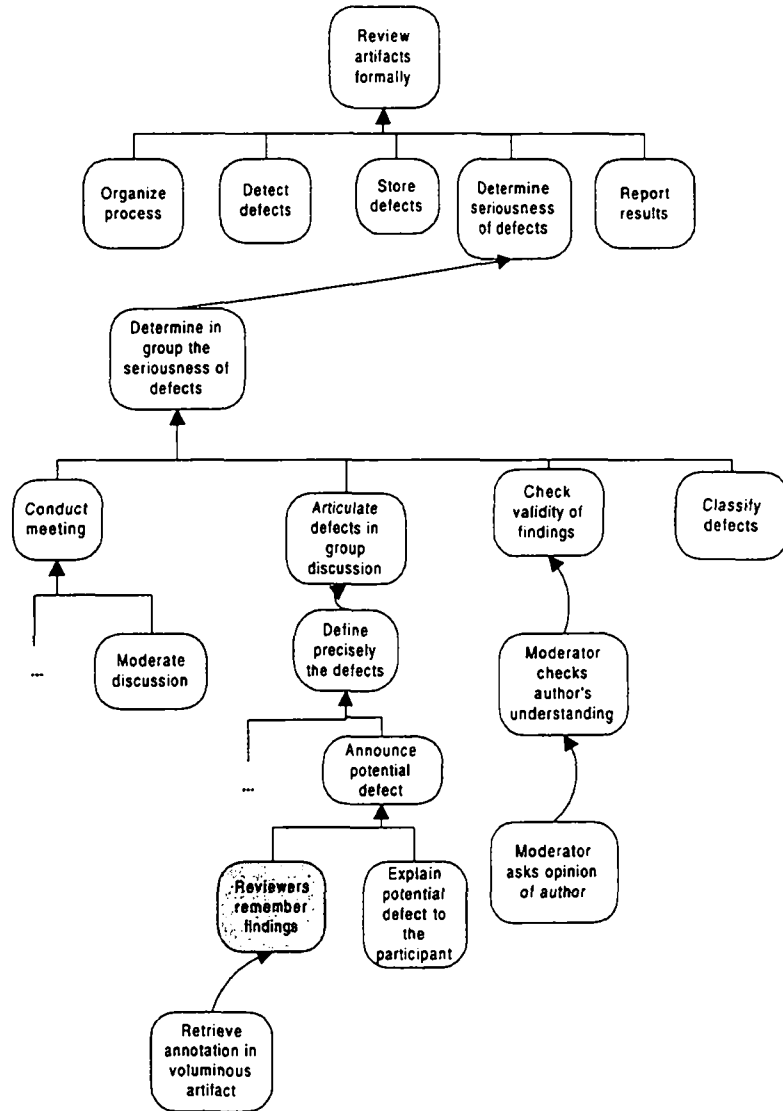 Review
artifacts
formally
Organize
process
Detect
defects
Store
defects
Determine
seriousness
of defects
Report
results
Determine in
group the
seriousness of
defects
Conduct
meeting
Articulate
defects in
group
discussion
Check
validity of
findings
Classify
defects
...
Moderate
discussion
Define
precisely
the defects
Moderator
checks
author's
understanding
...
Announce
potential
defect
Reviewers
remember
findings
Explain
potential
defect to
the
participant
Moderator
asks opinion
of author
Retrieve
annotation in
voluminous
artifact